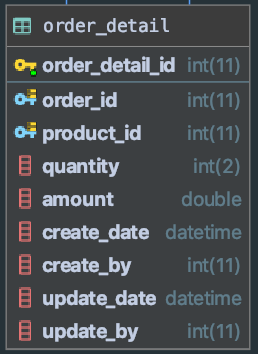 order_detail
order_detail_id int(11)
order_id int(11)
product_id int(11)
quantity int(2)
amount double
create_date datetime
create_by int(11)
update_date datetime
update_by int(11)